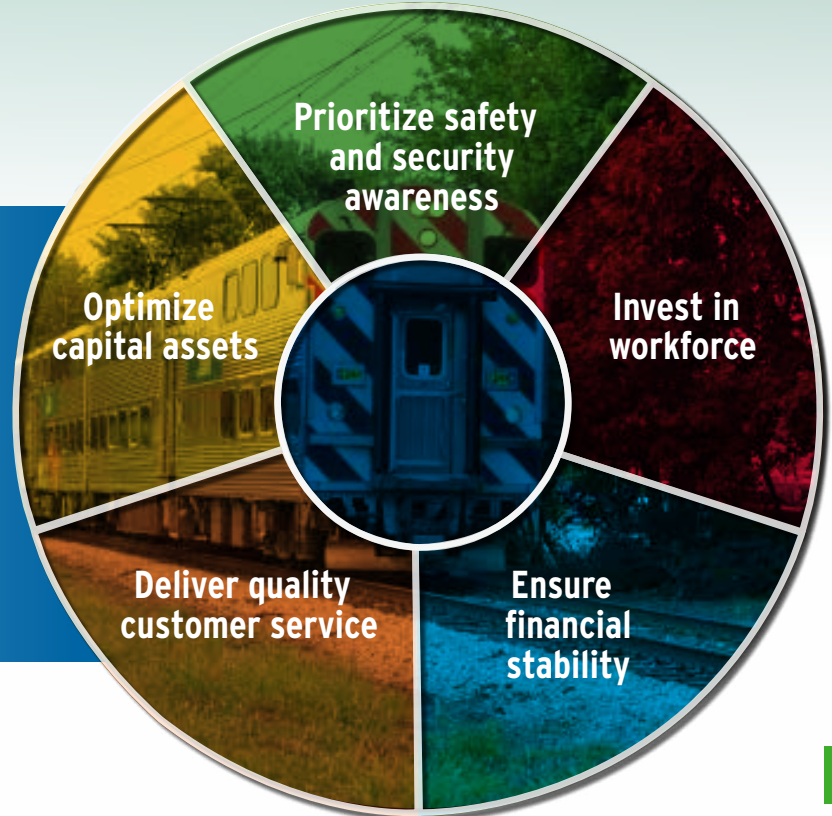 Prioritize safety
and security
awareness
Invest in
workforce
Ensure
financial
stability
Deliver quality
customer service
Optimize
capital assets